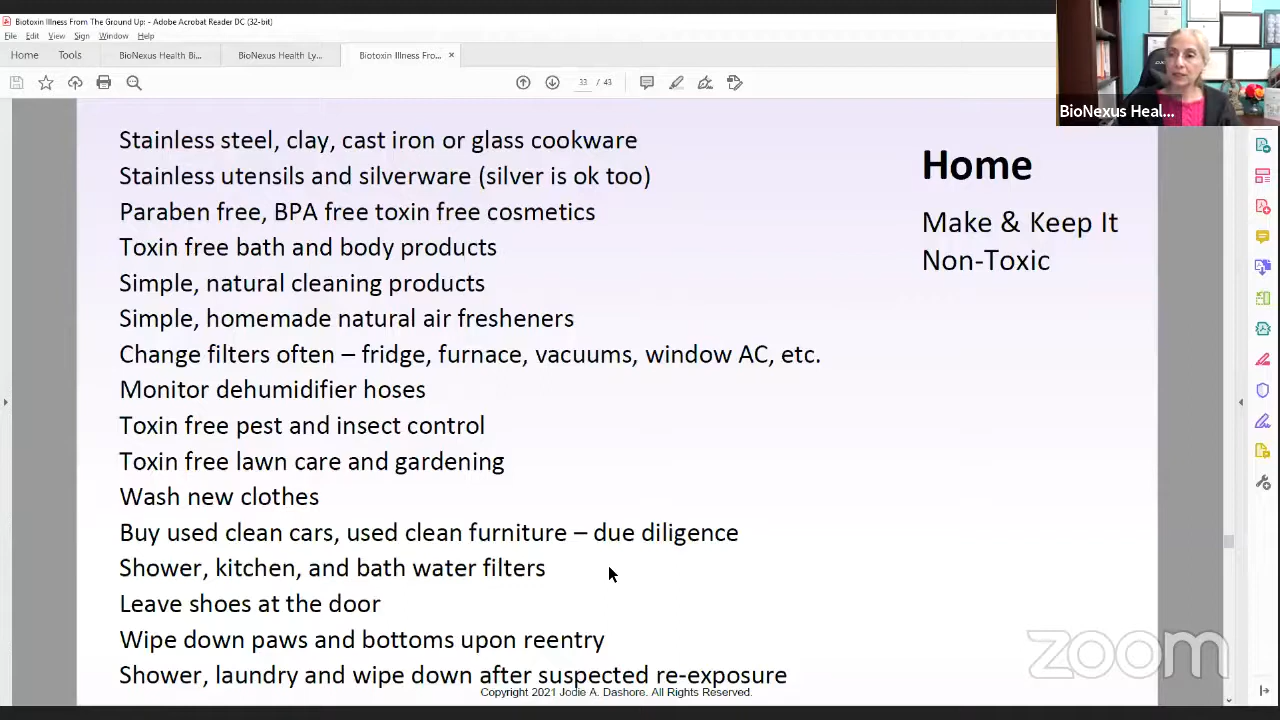 Biotoxin Illness From The Ground Up: - Adobe Acrobat Reader DC (32-bit)
File Edit View Sign Window Help
Home Tools BioNexus Health Bi... BioNexus Health Ly... Biotoxin Illness Fro... ×
33 / 43
BioNexus Heal...
Stainless steel, clay, cast iron or glass cookware
Stainless utensils and silverware (silver is ok too)
Paraben free, BPA free toxin free cosmetics
Toxin free bath and body products
Simple, natural cleaning products
Simple, homemade natural air fresheners
Change filters often – fridge, furnace, vacuums, window AC, etc.
Monitor dehumidifier hoses
Toxin free pest and insect control
Toxin free lawn care and gardening
Wash new clothes
Buy used clean cars, used clean furniture – due diligence
Shower, kitchen, and bath water filters
Leave shoes at the door
Wipe down paws and bottoms upon reentry
Shower, laundry and wipe down after suspected re-exposure
Home
Make & Keep It
Non-Toxic
Copyright 2021 Jodie A. Dashore. All Rights Reserved.
zoom